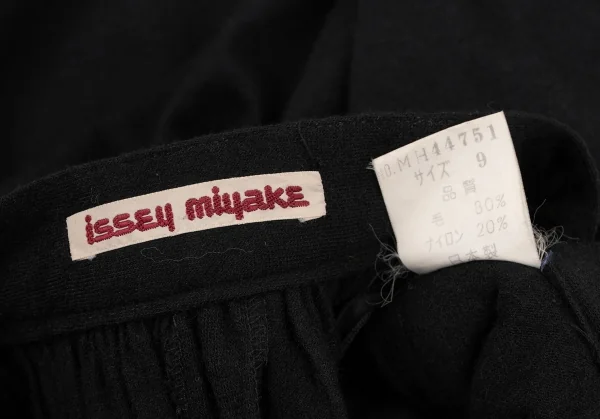 issey miyake
NO.MH44751
サイズ 9
品質
毛 80%
ナイロン 20%
日本製